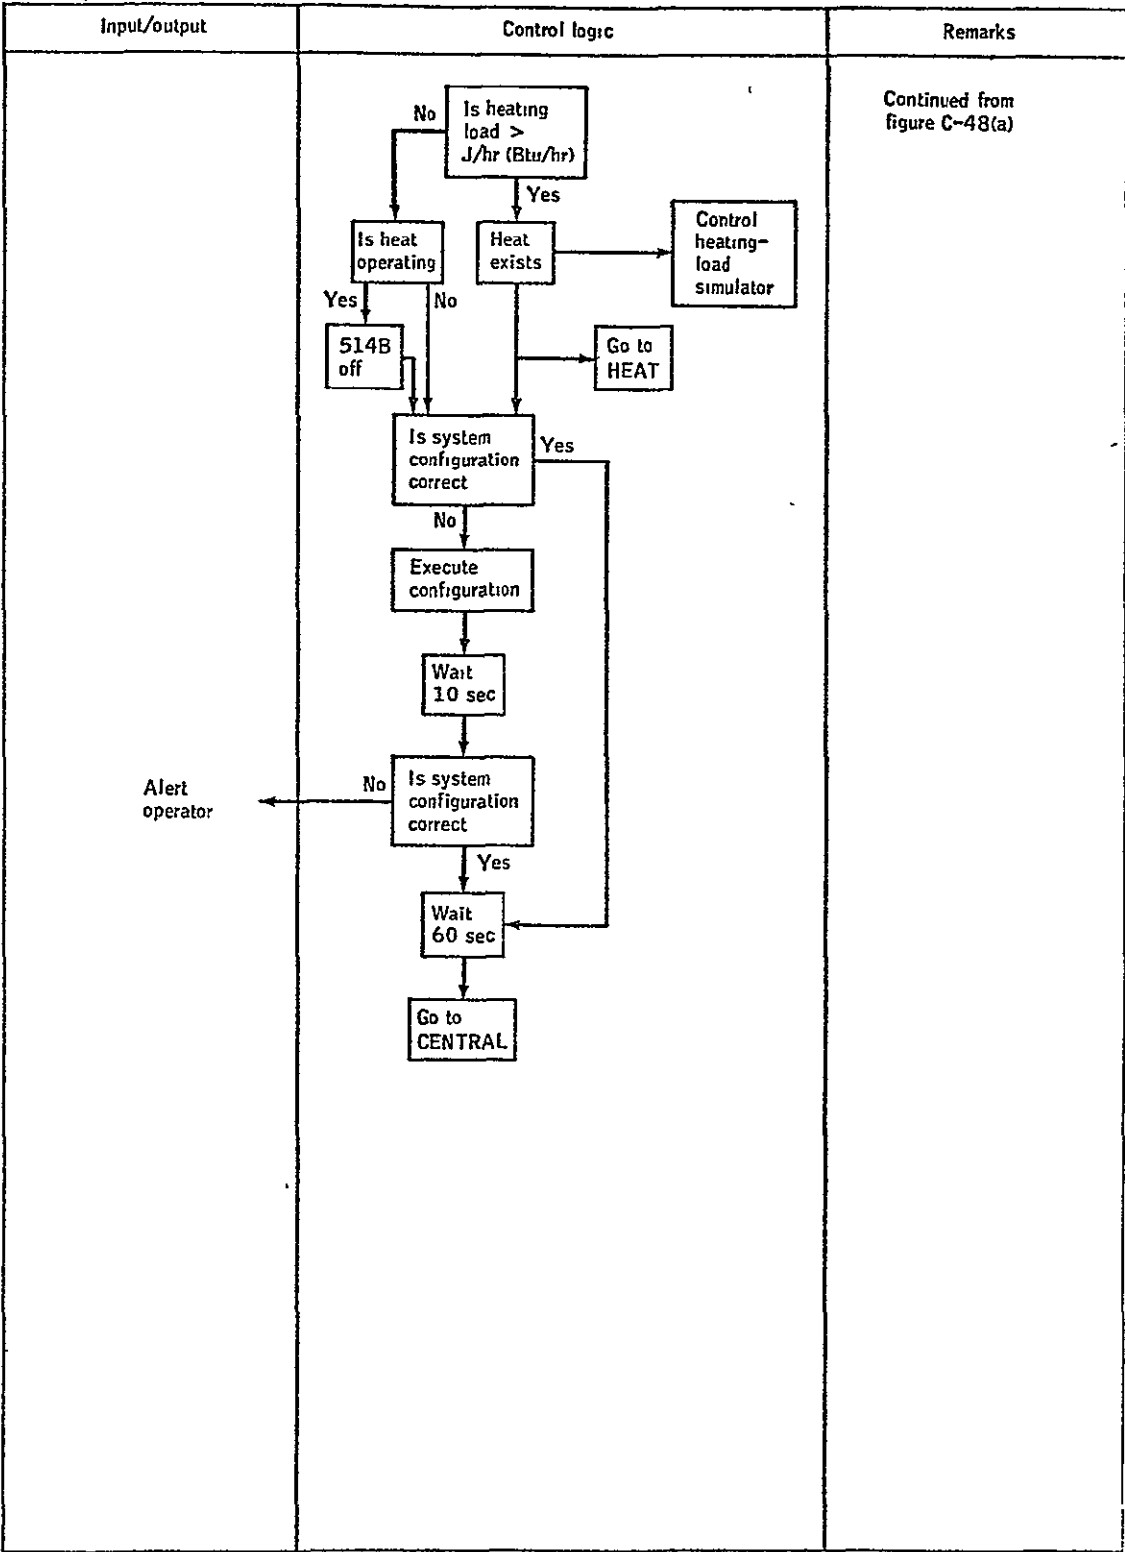 Input/output
Control logic
Remarks
Continued from
figure C-48(a)
Is heating
load >
J/hr (Btu/hr)
No
Yes
Is heat
operating
Heat
exists
Control
heating-
load
simulator
Yes
No
514B
off
Go to
HEAT
Is system
configuration
correct
Yes
No
Execute
configuration
Wait
10 sec
Is system
configuration
correct
No
Alert
operator
Yes
Wait
60 sec
Go to
CENTRAL